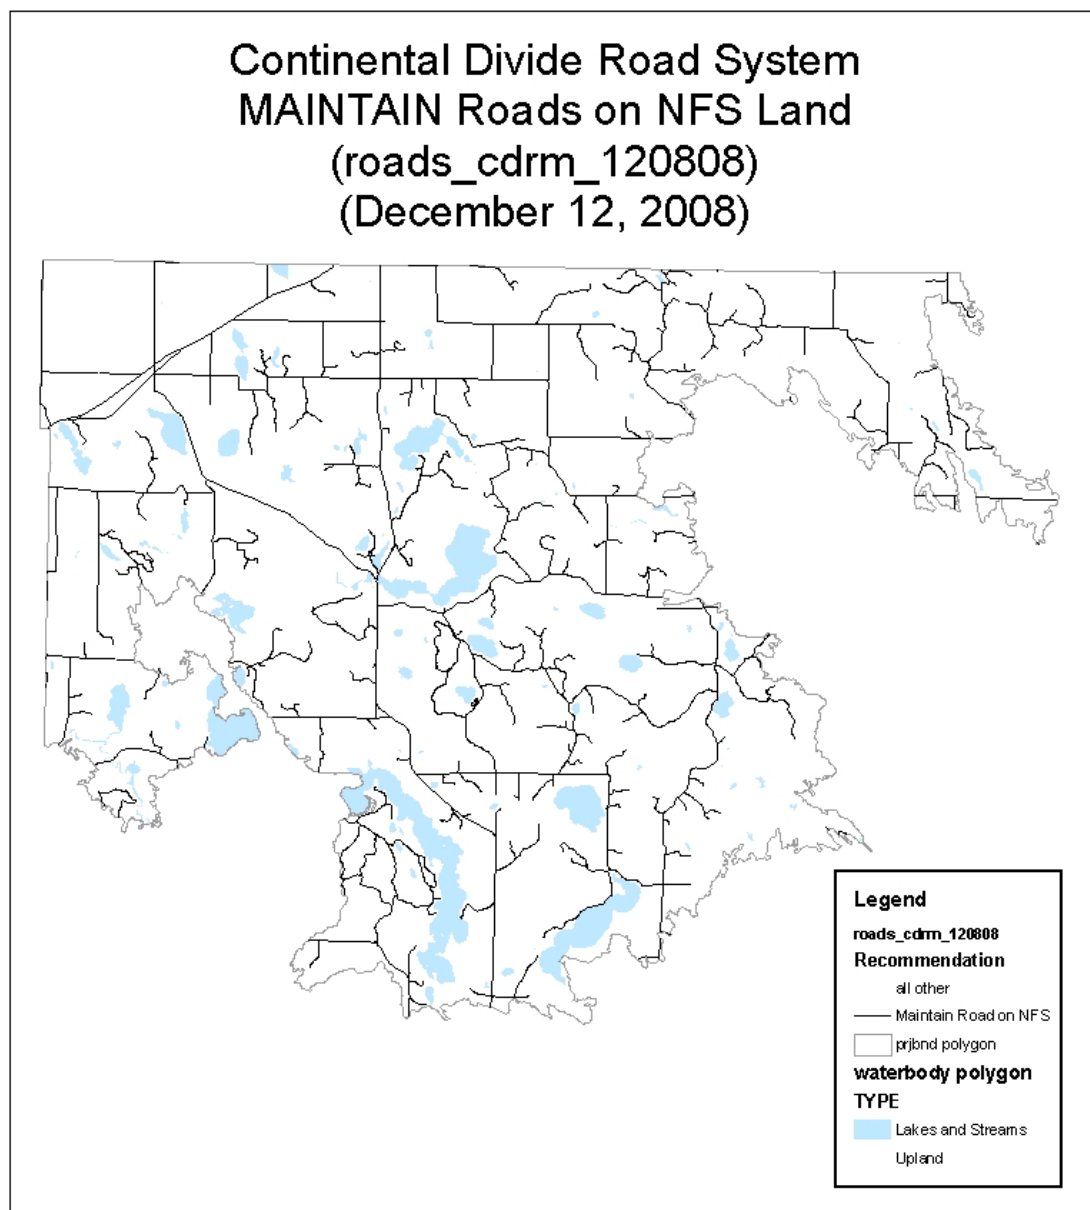 Continental Divide Road System
MAINTAIN Roads on NFS Land
(roads_cdrm_120808)
(December 12, 2008)
Legend
roads_cdrm_120808
Recommendation
all other
Maintain Road on NFS
prjbnd polygon
waterbody polygon
TYPE
Lakes and Streams
Upland